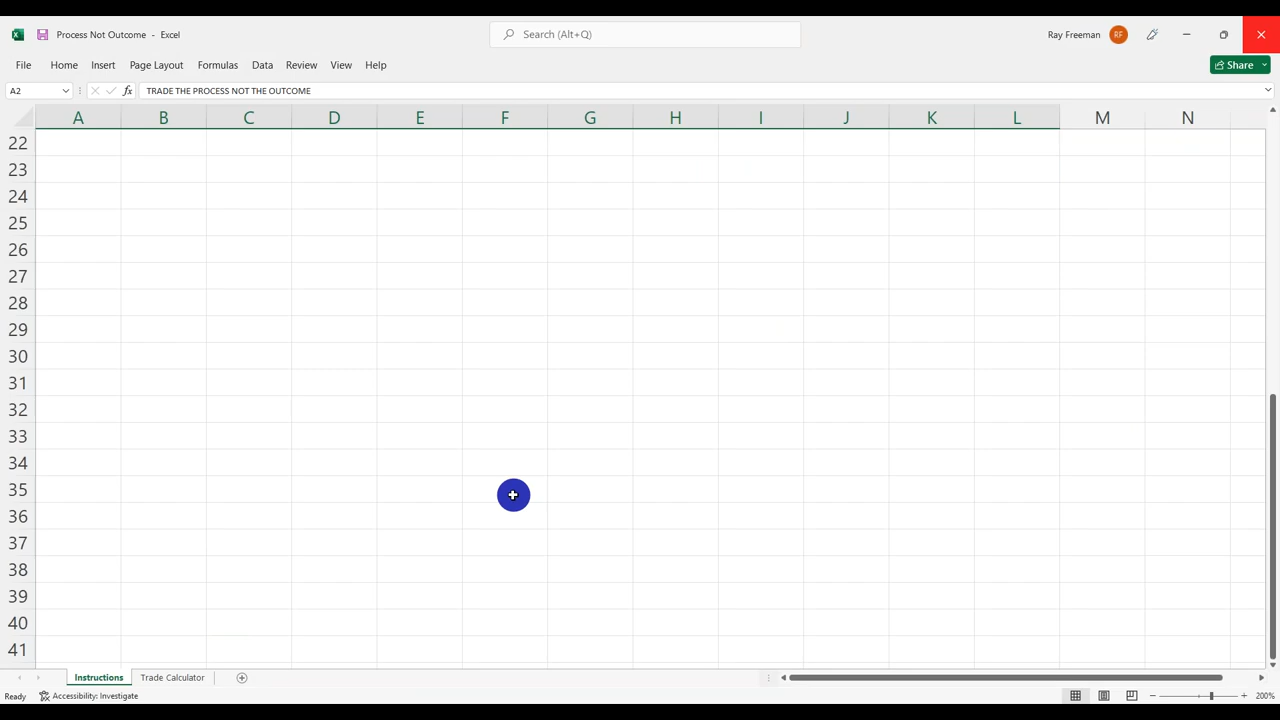 Process Not Outcome - Excel
Search (Alt+Q)
Ray Freeman RF
File Home Insert Page Layout Formulas Data Review View Help
Share
A2 fx TRADE THE PROCESS NOT THE OUTCOME
A B C D E F G H I J K L M N
22
23
24
25
26
27
28
29
30
31
32
33
34
35
36
37
38
39
40
41
Instructions Trade Calculator
Ready Accessibility: Investigate 200%